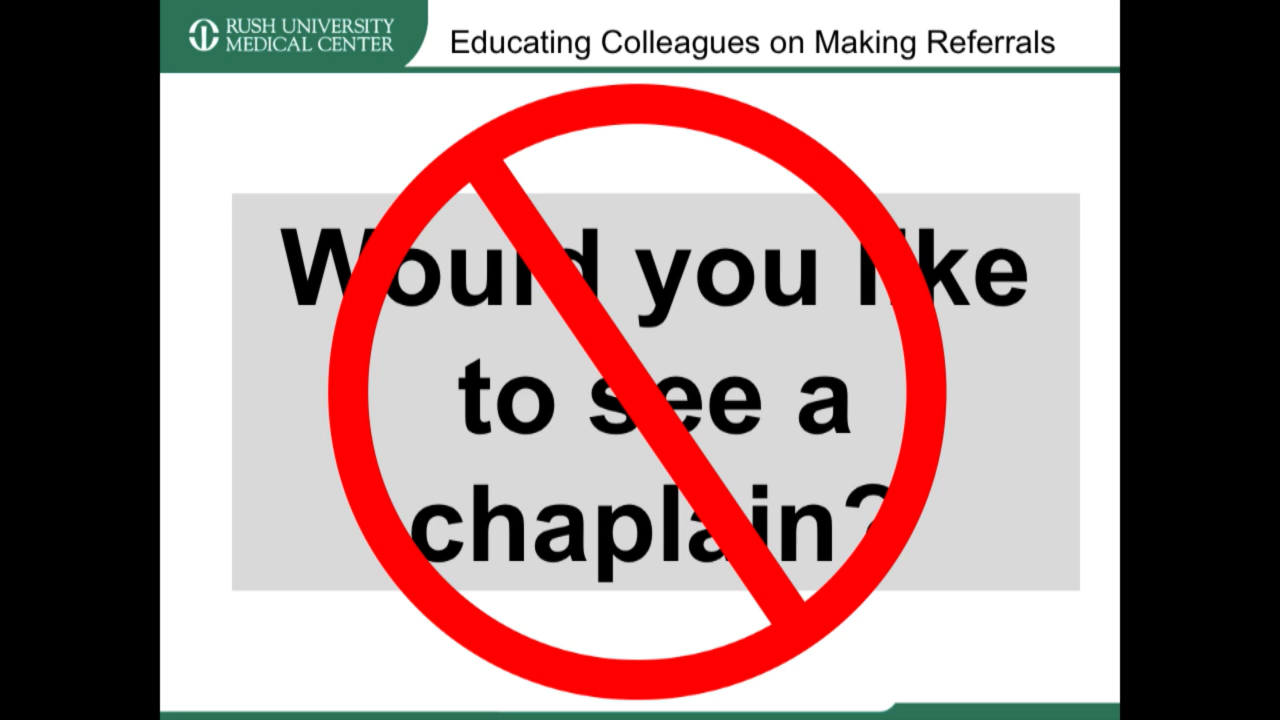 RUSH UNIVERSITY
MEDICAL CENTER
Educating Colleagues on Making Referrals
Would you like
to see a
chaplain?